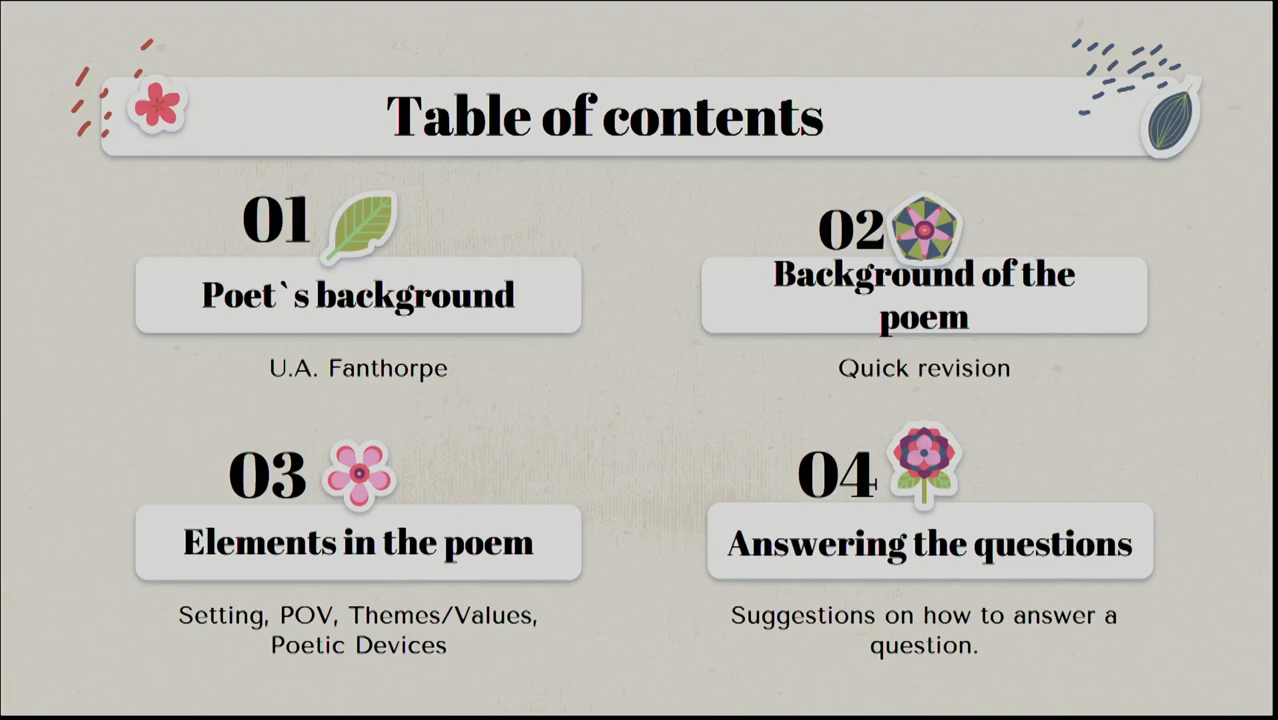 Table of contents
01
Poet`s background
U.A. Fanthorpe
02
Background of the
poem
Quick revision
03
Elements in the poem
Setting, POV, Themes/Values,
Poetic Devices
04
Answering the questions
Suggestions on how to answer a
question.